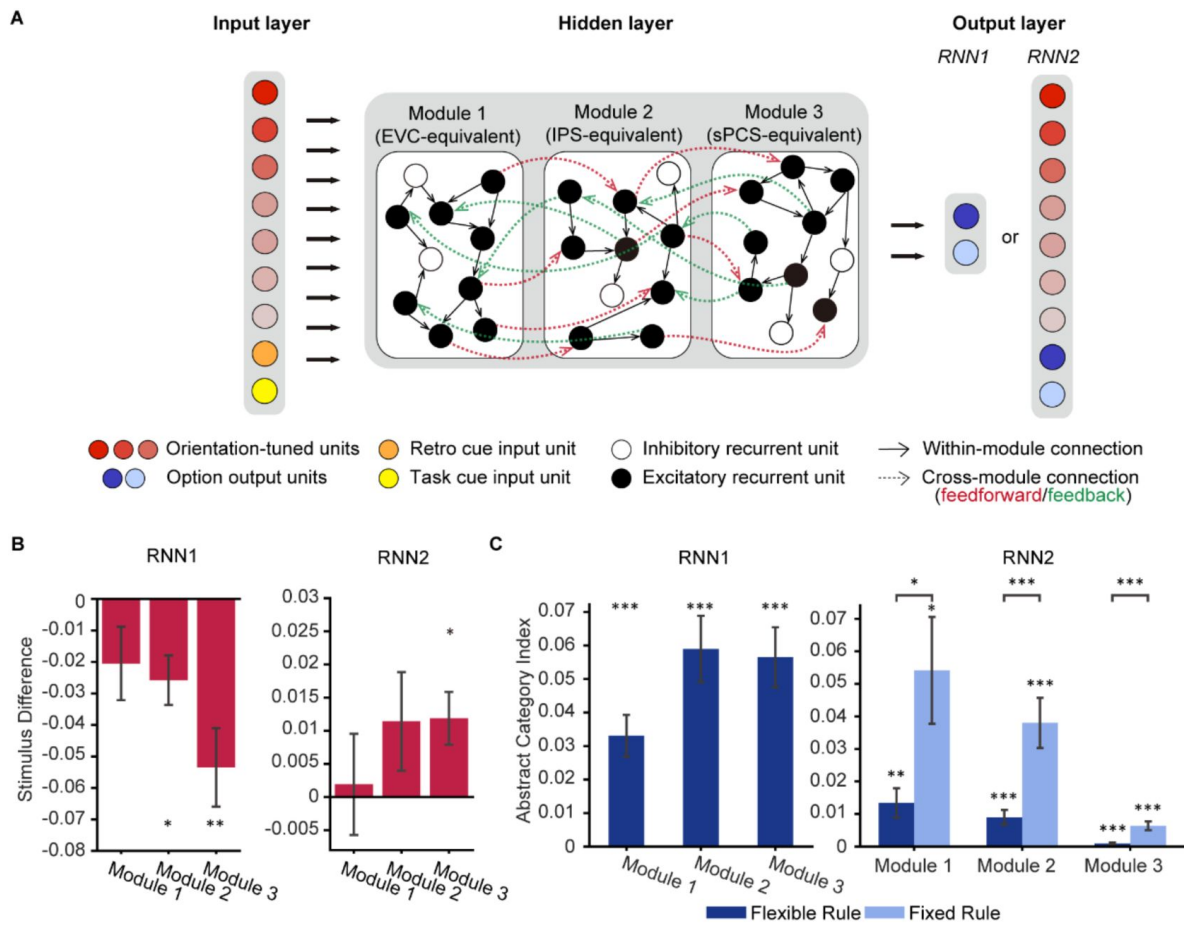 A
Input layer
Hidden layer
Output layer
RNN1
RNN2
Module 1
(EVC-equivalent)
Module 2
(IPS-equivalent)
Module 3
(sPCS-equivalent)
or
Orientation-tuned units
Retro cue input unit
Inhibitory recurrent unit
Within-module connection
Option output units
Task cue input unit
Excitatory recurrent unit
Cross-module connection
(feedforward/feedback)
B
RNN1
RNN2
Stimulus Difference
0
-0.01
-0.02
-0.03
-0.04
-0.05
-0.06
-0.07
-0.08
*
**
Module 1
Module 2
Module 3
0.03
0.025
0.02
0.015
0.01
0.005
0
-0.005
*
Module 1
Module 2
Module 3
C
RNN1
RNN2
Abstract Category Index
0.07
0.06
0.05
0.04
0.03
0.02
0.01
0
***
***
***
Module 1
Module 2
Module 3
0.07
0.06
0.05
0.04
0.03
0.02
0.01
0
*
***
***
**
*
***
***
***
***
Module 1
Module 2
Module 3
Flexible Rule
Fixed Rule